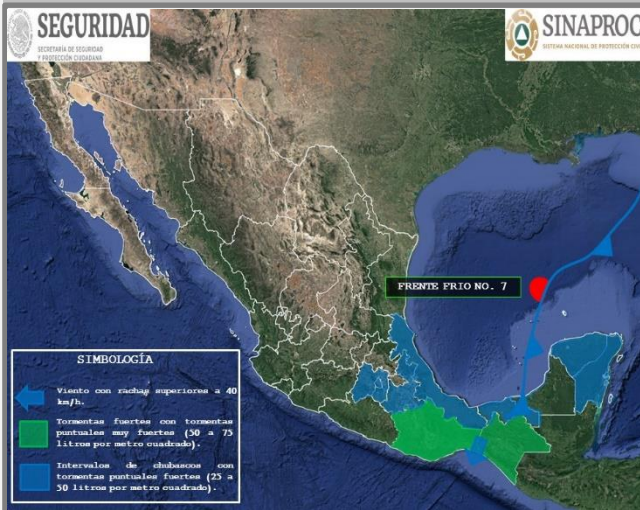 SEGURIDAD
SECRETARÍA DE SEGURIDAD
Y PROTECCIÓN CIUDADANA
SINAPROC
SISTEMA NACIONAL DE PROTECCIÓN
FRENTE FRIO NO. 7
SIMBOLOGÍA
Viento con rachas superiores a 40
km/h.
Tormentas fuertes con tormentas
puntuales muy fuertes (50 a 75
litros por metro cuadrado).
Intervalos de chubascos con
tormentas puntuales fuertes (25 a
50 litros por metro cuadrado).